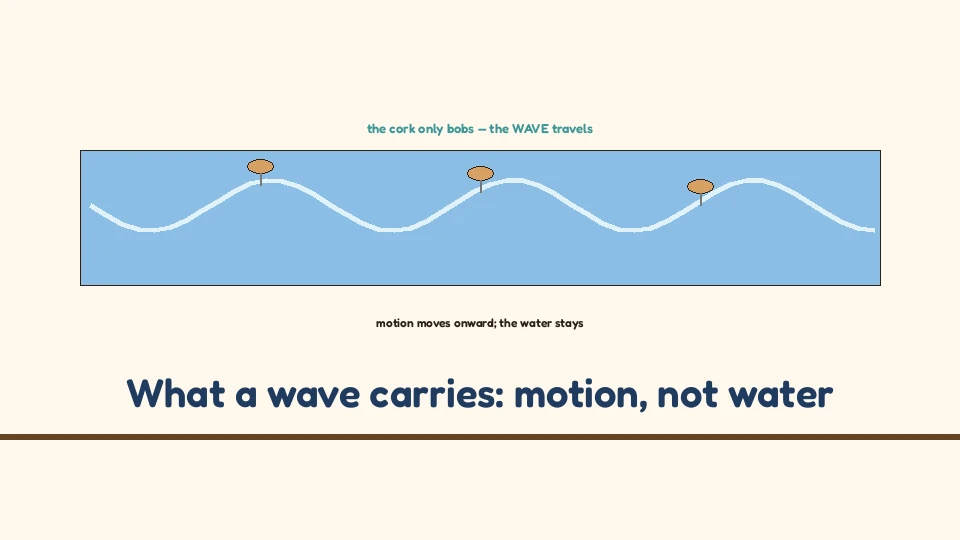 the cork only bobs — the WAVE travels
motion moves onward; the water stays
What a wave carries: motion, not water